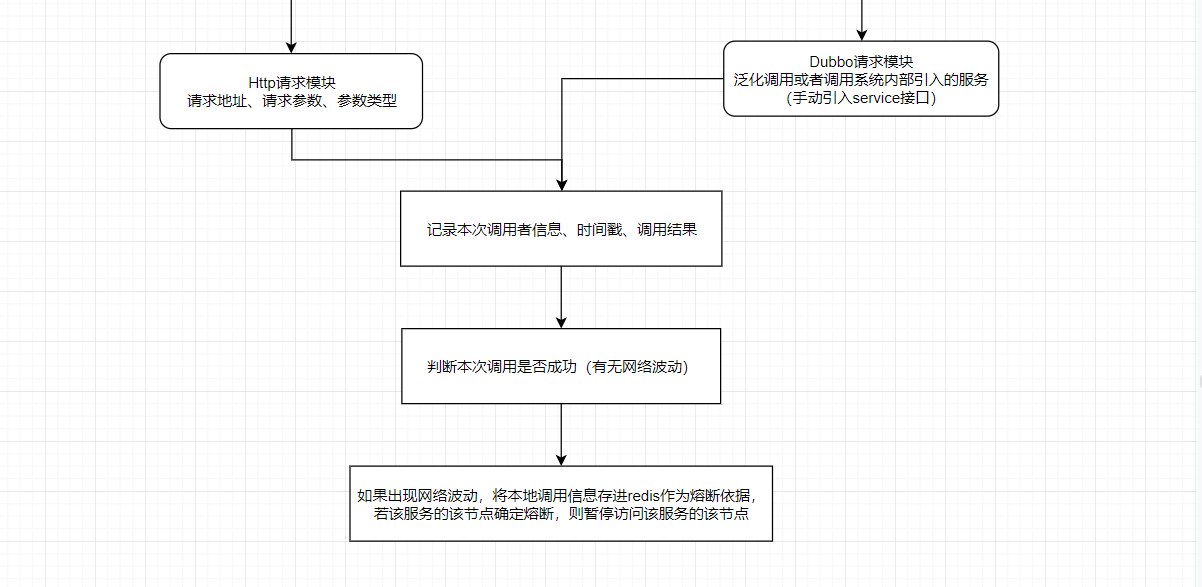 Http请求模块
请求地址、请求参数、参数类型
Dubbo请求模块
泛化调用或者调用系统内部引入的服务
（手动引入service接口）
记录本次调用者信息、时间戳、调用结果
判断本次调用是否成功（有无网络波动）
如果出现网络波动，将本地调用信息存进redis作为熔断依据，
若该服务的该节点确定熔断，则暂停访问该服务的该节点